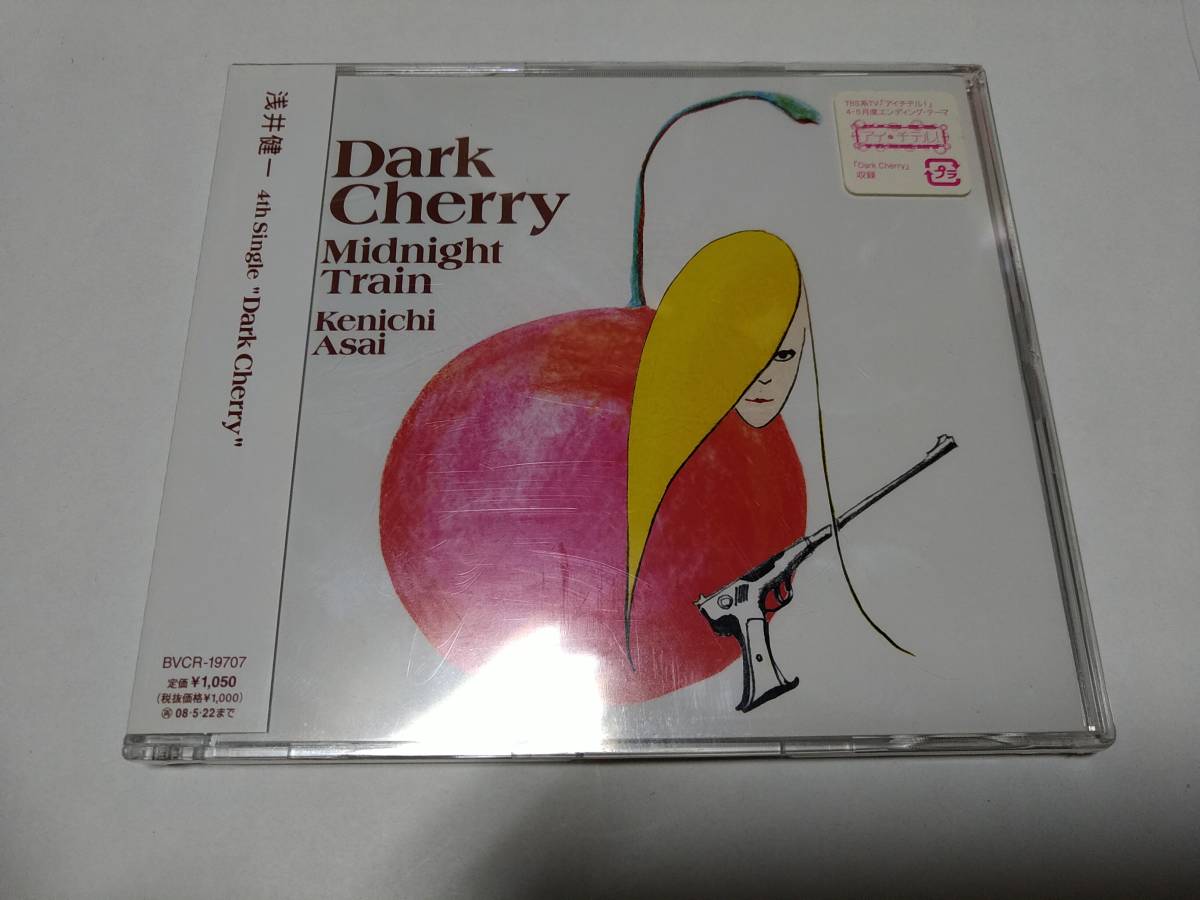 浅井健一 4th Single "Dark Cherry"
BVCR-19707
定価¥1,050
(税抜価格¥1,000)
再 08・5・22まで
Dark
Cherry
Midnight
Train
Kenichi
Asai
TBS系TV「アイチテル!」
4-5月度エンディング・テーマ
アイ・チテル!
「Dark Cherry」
収録
プラ